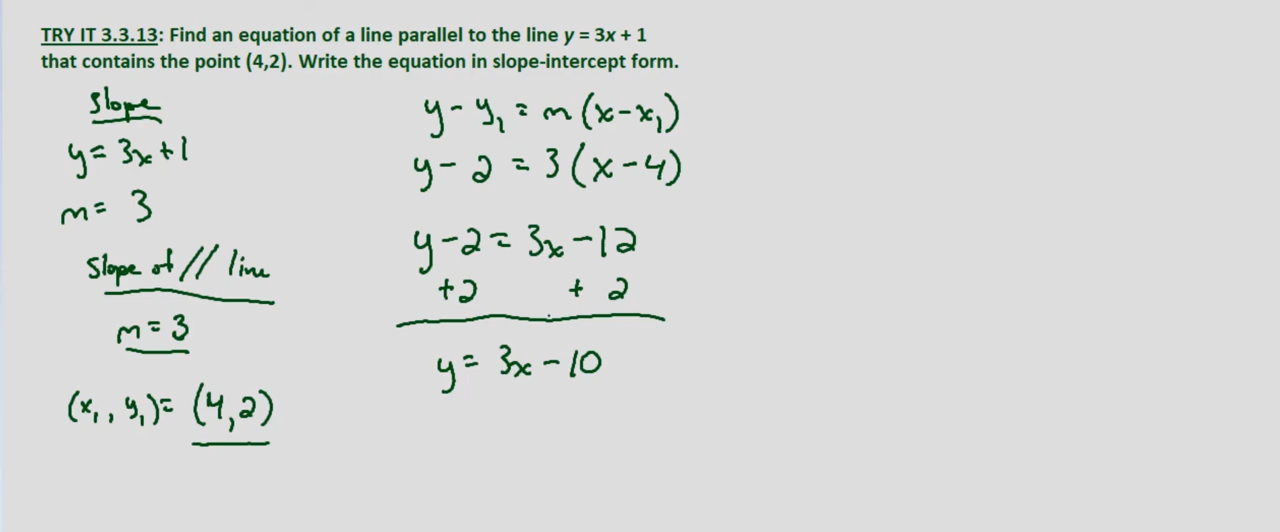 TRY IT 3.3.13: Find an equation of a line parallel to the line y = 3x + 1
that contains the point (4,2). Write the equation in slope-intercept form.
Slope
y = 3x + 1
m = 3
Slope of // line
m = 3
(x₁, y₁) = (4,2)
y - y₁ = m(x - x₁)
y - 2 = 3(x - 4)
y - 2 = 3x - 12
+2 + 2
y = 3x - 10